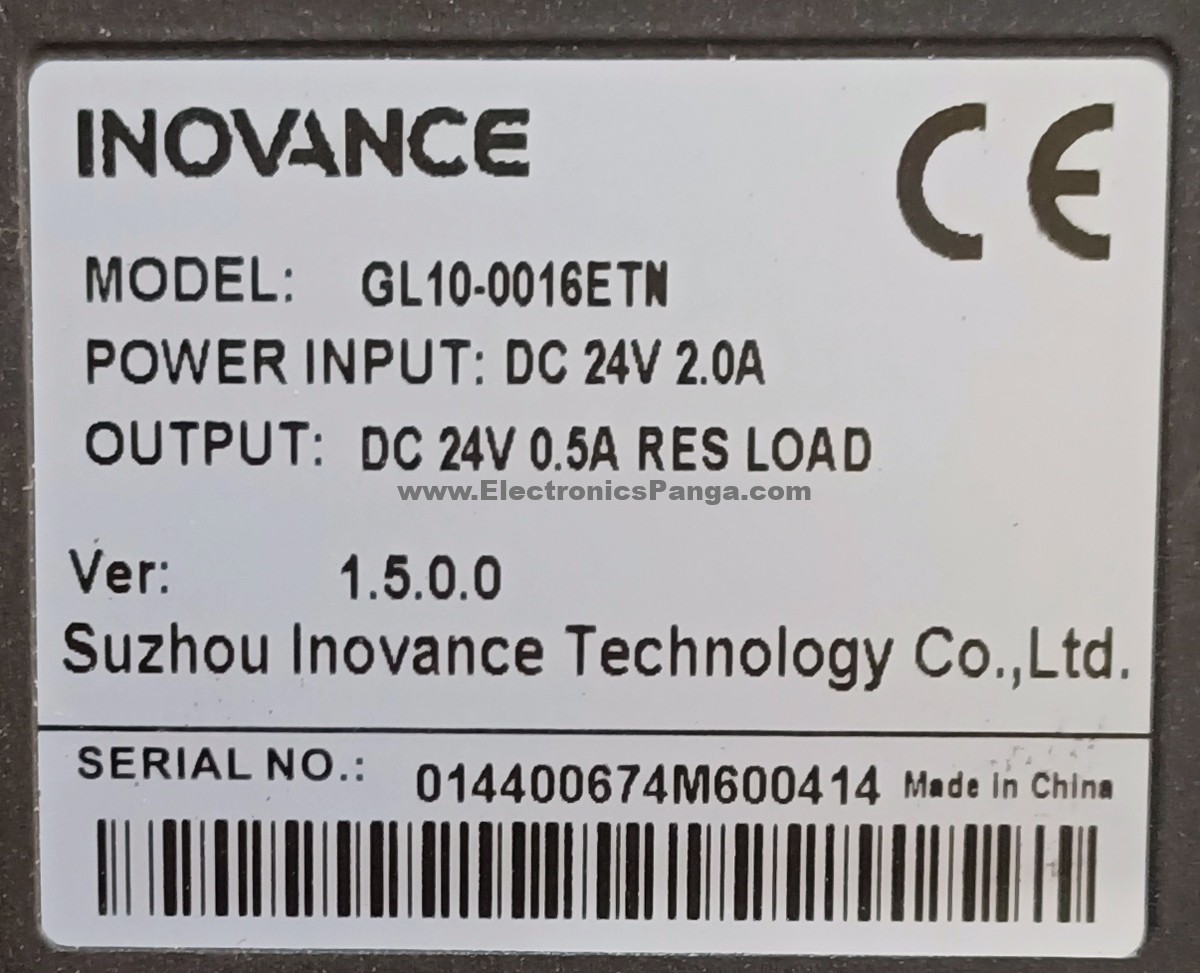 INOVANCE
CE
MODEL: GL10-0016ETN
POWER INPUT: DC 24V 2.0A
OUTPUT: DC 24V 0.5A RES LOAD
www.ElectronicsPanga.com
Ver: 1.5.0.0
Suzhou Inovance Technology Co.,Ltd.
SERIAL NO.: 014400674M600414 Made in China